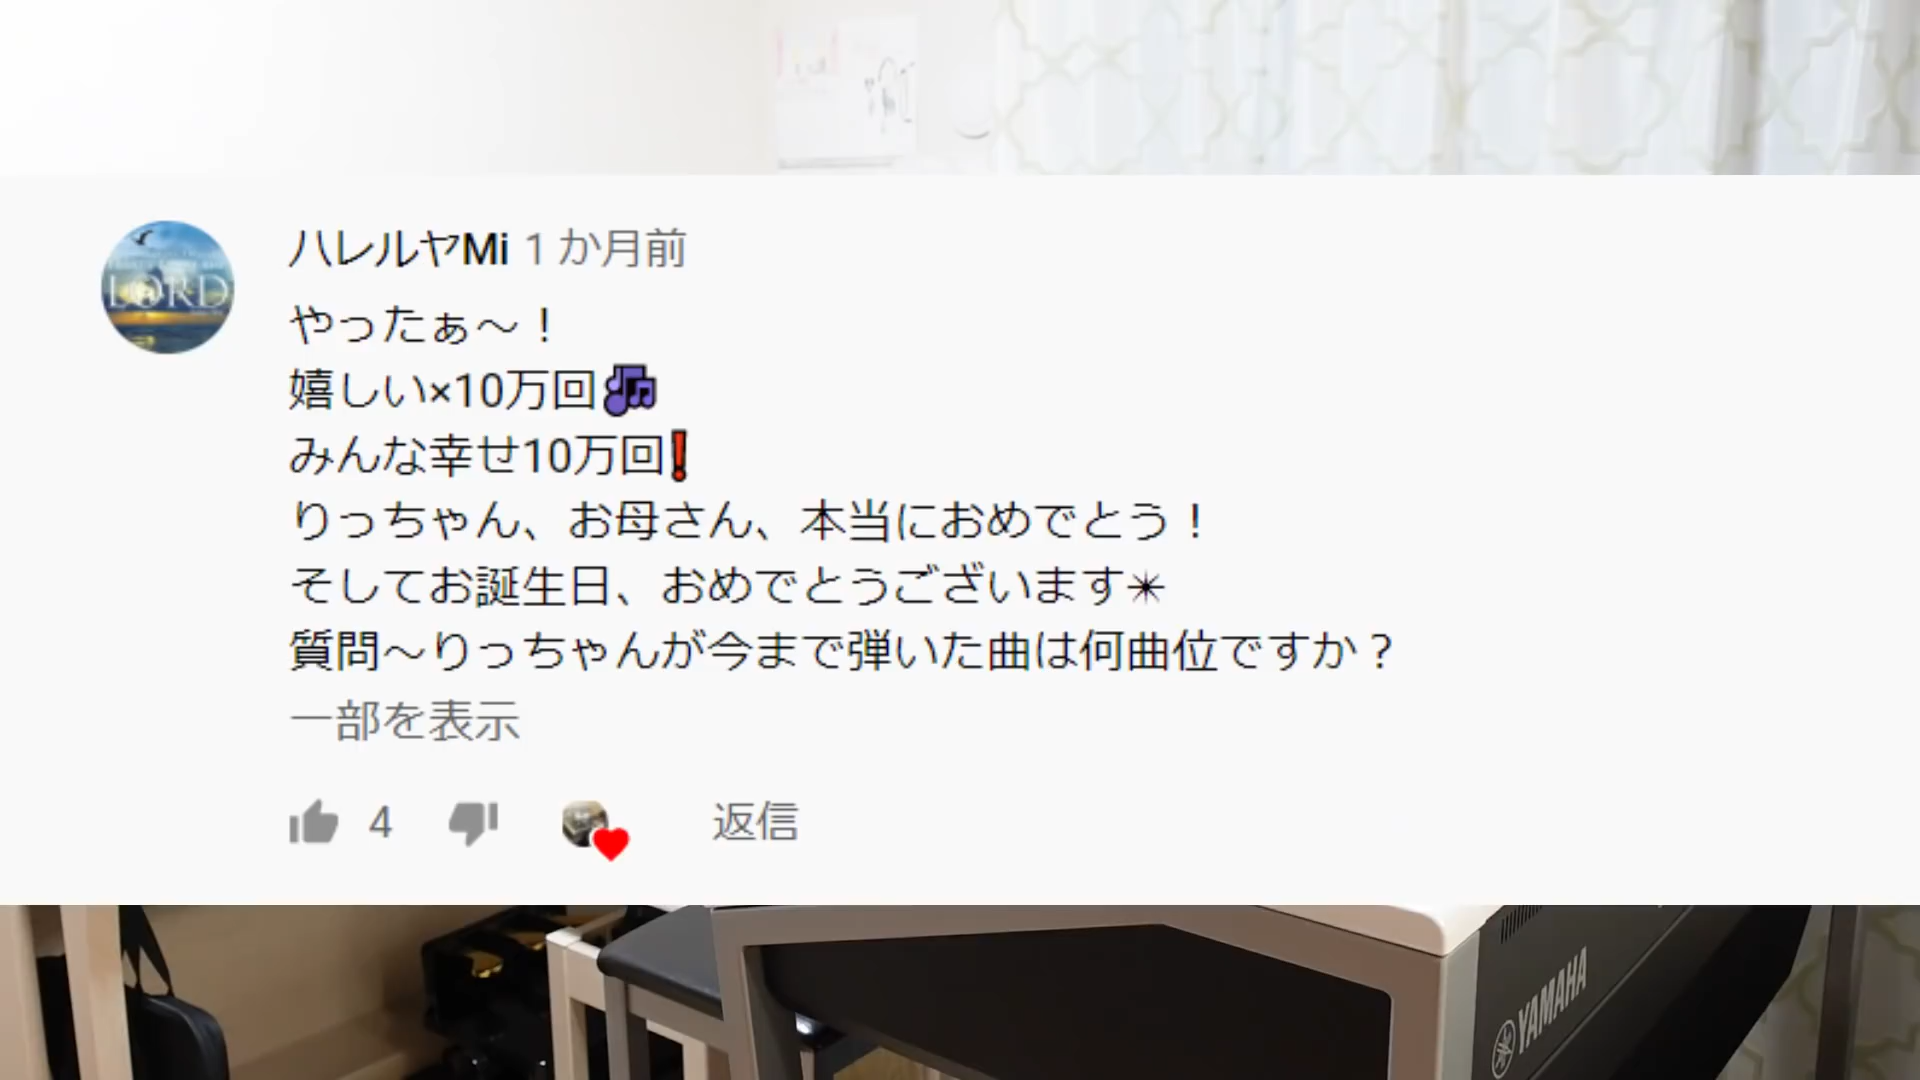 ハレルヤMi 1 か月前
やったぁ～！
嬉しい×10万回🎶
みんな幸せ10万回❗
りっちゃん、お母さん、本当におめでとう！
そしてお誕生日、おめでとうございます✴
質問～りっちゃんが今まで弾いた曲は何曲位ですか？
一部を表示
4 返信
LORD
YAMAHA